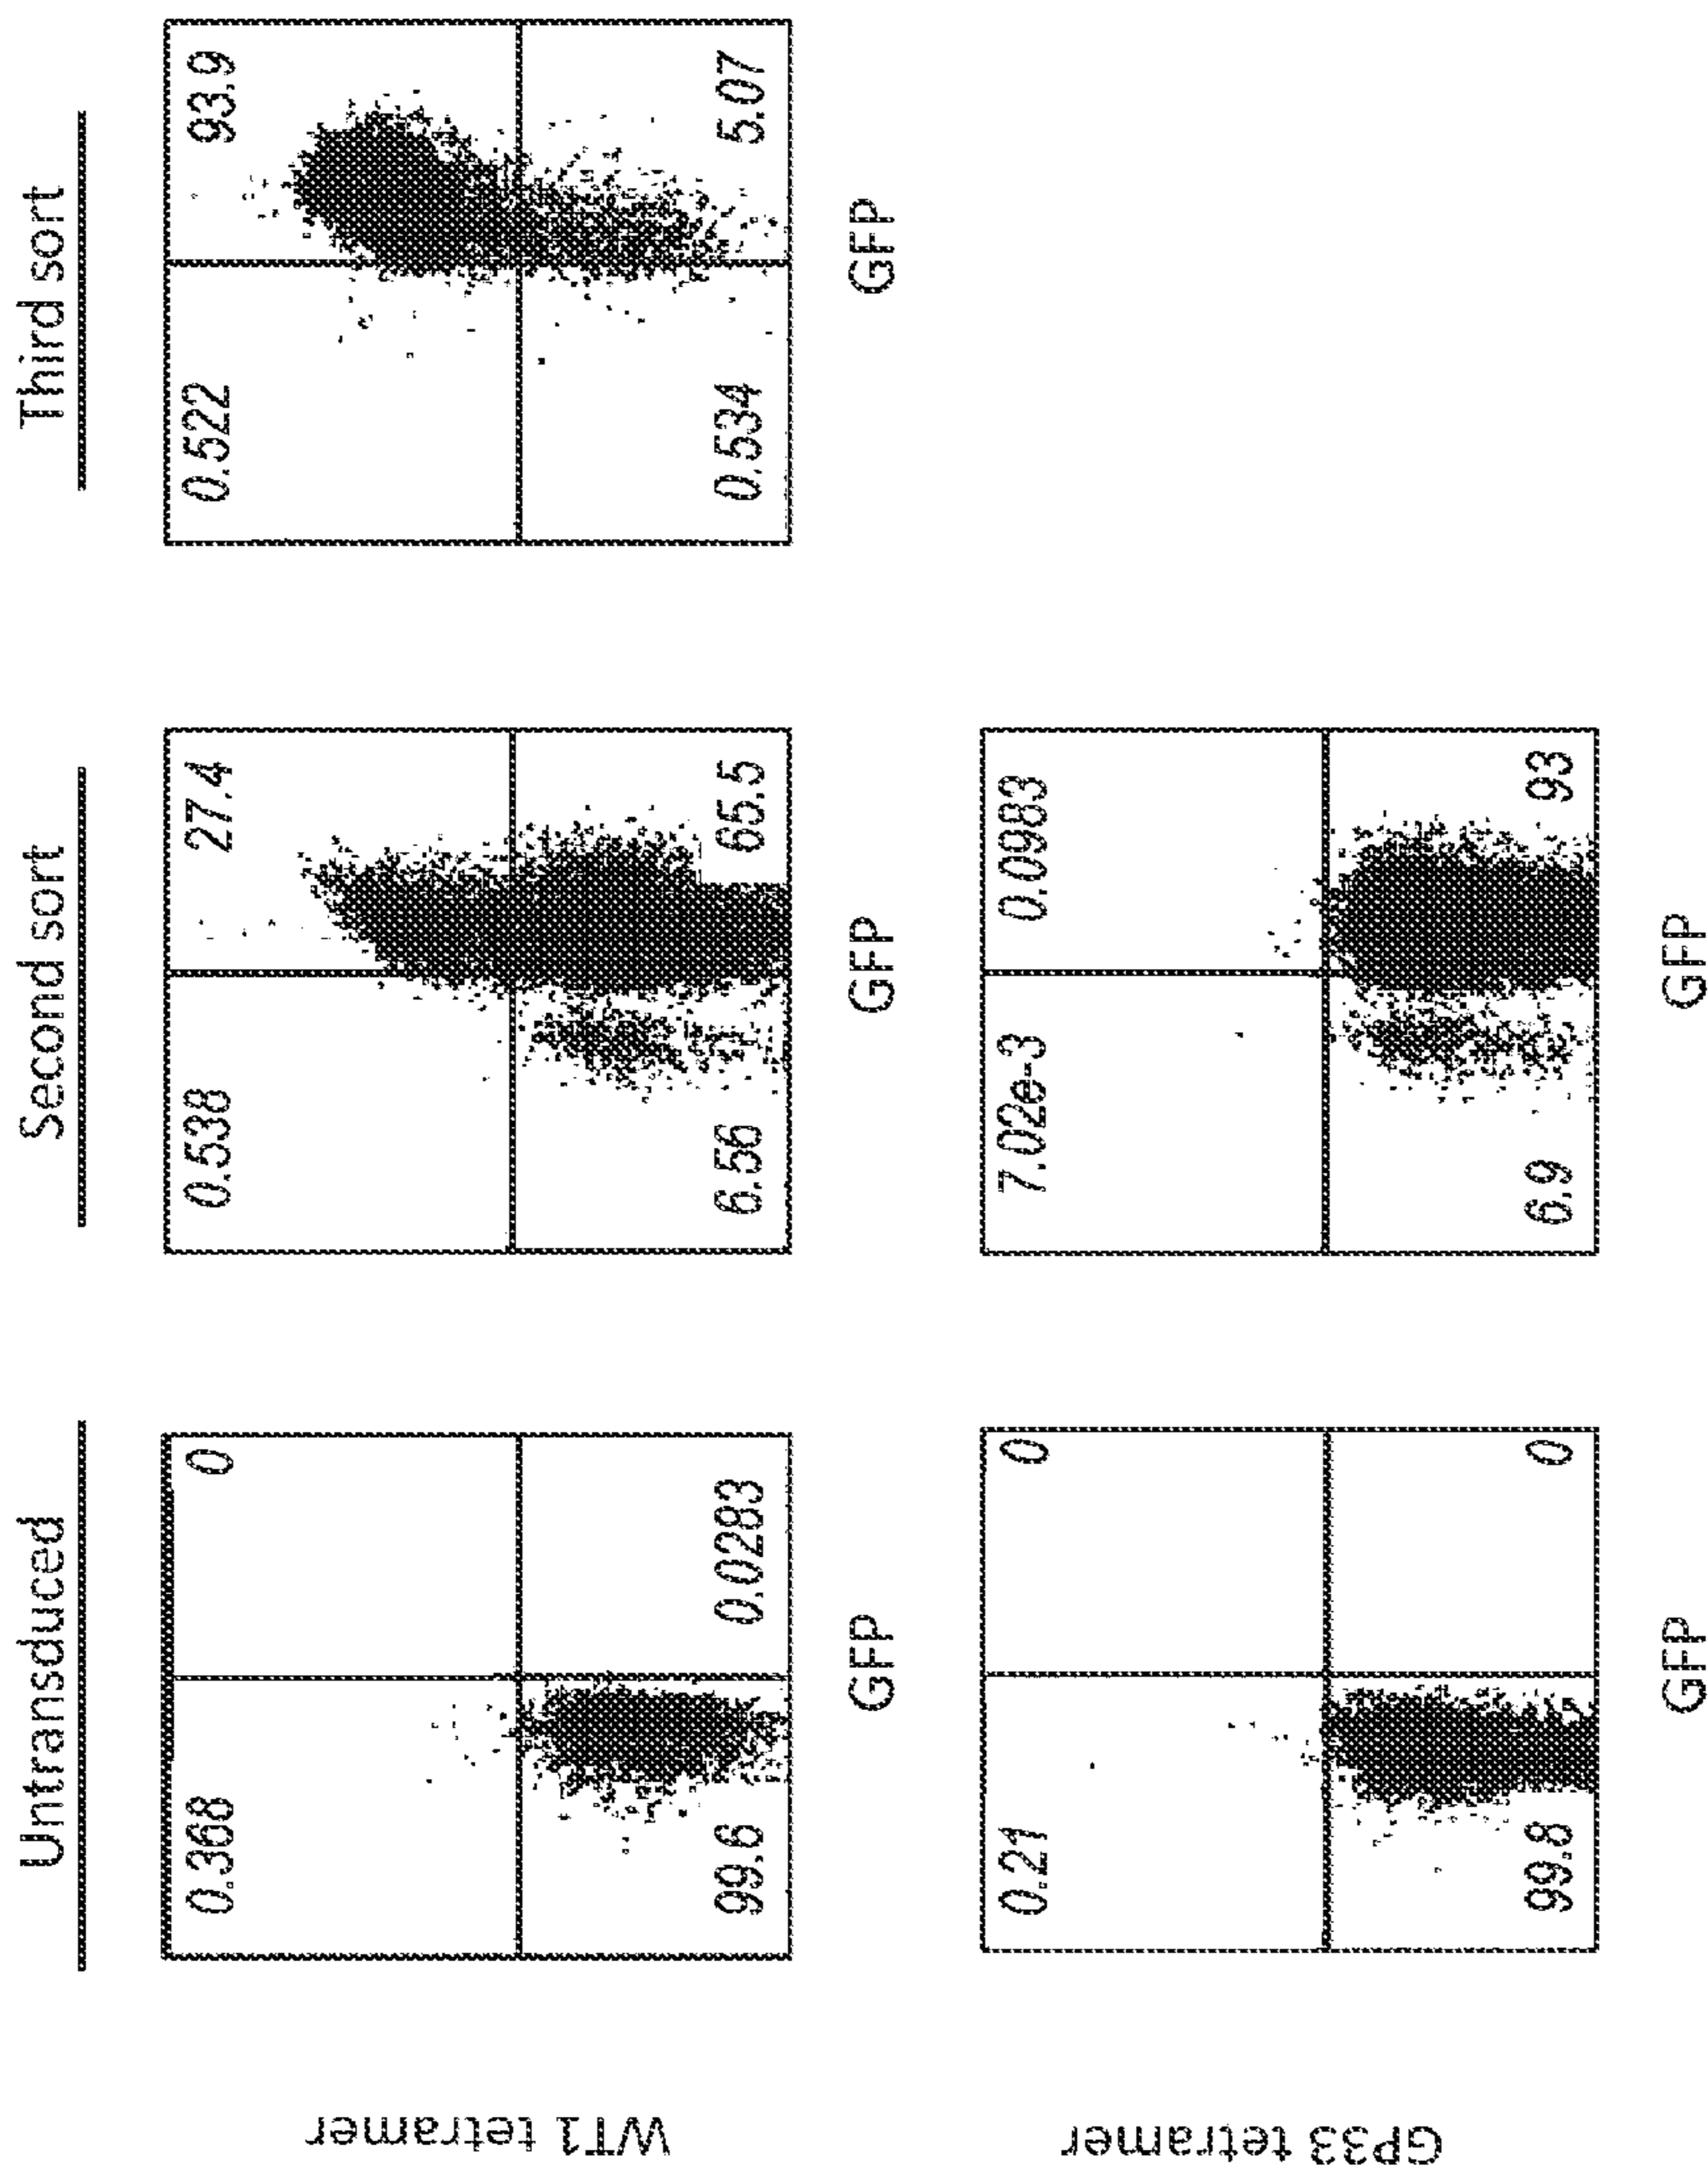 Untransduced
Second sort
Third sort
WT1 tetramer
0.368
0
99.6
0.0283
GFP
0.538
27.4
6.56
65.5
GFP
0.522
93.9
0.534
5.07
GFP
GP33 tetramer
0.21
0
99.8
0
GFP
7.02e-3
0.0983
6.9
93
GFP